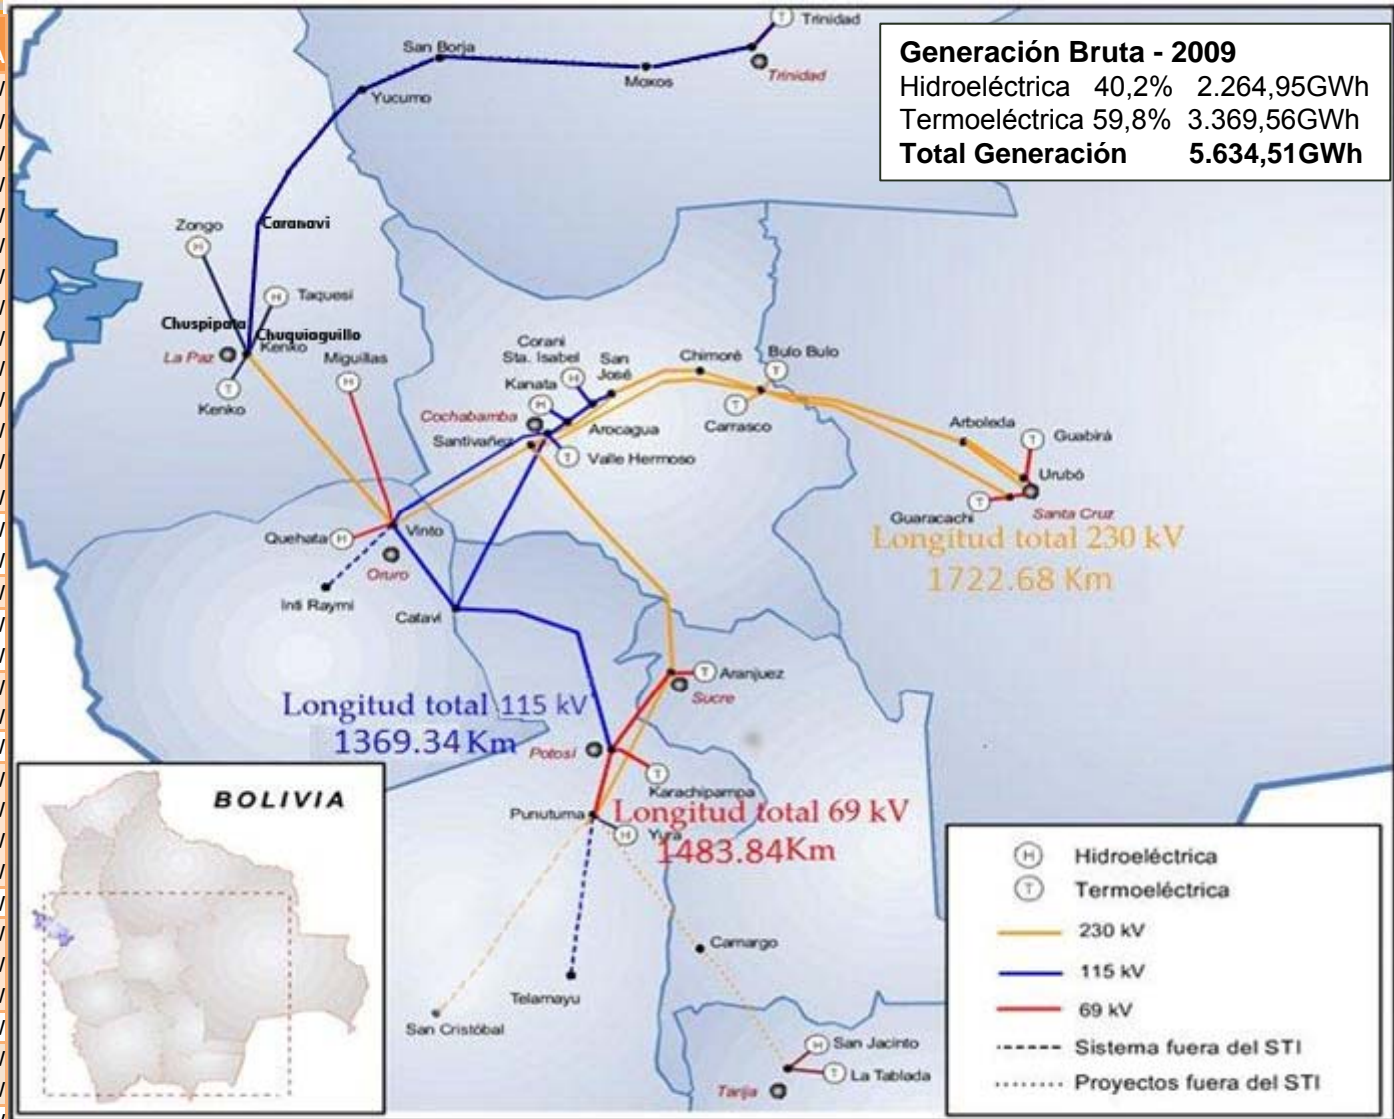 Trinidad
Generación Bruta - 2009
Hidroeléctrica 40,2% 2.264,95GWh
Termoeléctrica 59,8% 3.369,56GWh
Total Generación 5.634,51GWh
San Borja
Moxos
Trinidad
Yucumo
Caranavi
Zongo
H
H
Taquesi
Chuspipata
Chuquiaguillo
Kenko
La Paz
Miguillas
H
T
Kenko
Corani
Sta. Isabel
San
José
Chimoré
Bulo Bulo
T
Kanata
H
H
Cochabamba
Arocagua
Carrasco
T
Santivañez
T
Valle Hermoso
Arboleda
T
Guabirá
Urubó
T
Guaracachi
Santa Cruz
Longitud total 230 kV
1722.68 Km
Quehata
H
Vinto
Oruro
Inti Raymi
Catavi
T
Aranjuez
Sucre
Longitud total 115 kV
1369.34 Km
Potosí
T
Karachipampa
Punutuma
Longitud total 69 kV
H
Yura
1483.84Km
BOLIVIA
Camargo
Telamayu
San Cristóbal
H
San Jacinto
T
La Tablada
Tarija
H
Hidroeléctrica
T
Termoeléctrica
230 kV
115 kV
69 kV
Sistema fuera del STI
Proyectos fuera del STI